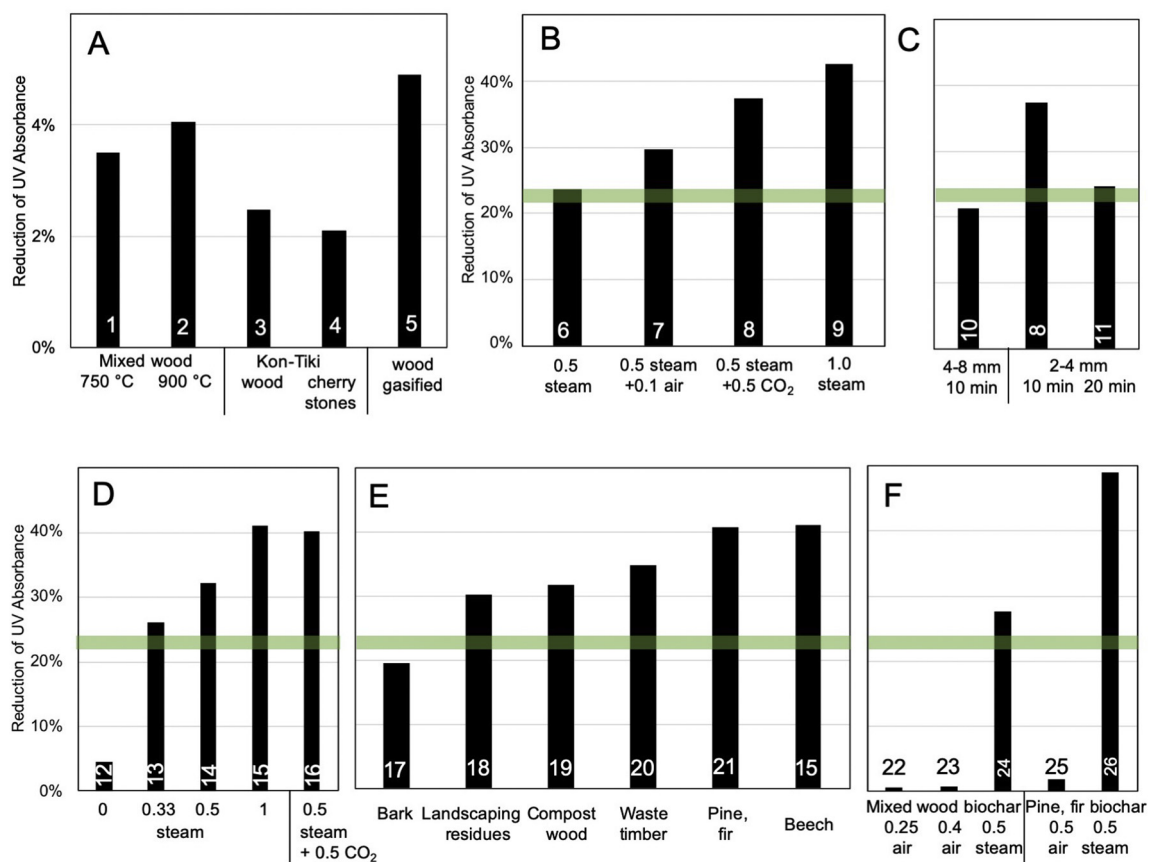 A
Reduction of UV Absorbance
4%
2%
0%
1 2 3 4 5
Mixed wood Kon-Tiki wood
750 °C 900 °C wood cherry gasified
stones
B
Reduction of UV Absorbance
40%
30%
20%
10%
0%
6 7 8 9
0.5 0.5 steam 0.5 steam 1.0
steam +0.1 air +0.5 CO₂ steam
C
10 8 11
4-8 mm 2-4 mm
10 min 10 min 20 min
D
Reduction of UV Absorbance
40%
30%
20%
10%
0%
12 13 14 15 16
0 0.33 0.5 1 0.5
steam steam
+ 0.5 CO₂
E
17 18 19 20 21 15
Bark Landscaping Compost Waste Pine, Beech
residues wood timber fir
F
22 23 24 25 26
Mixed wood biochar Pine, fir biochar
0.25 0.4 0.5 0.5 0.5
air air steam air steam